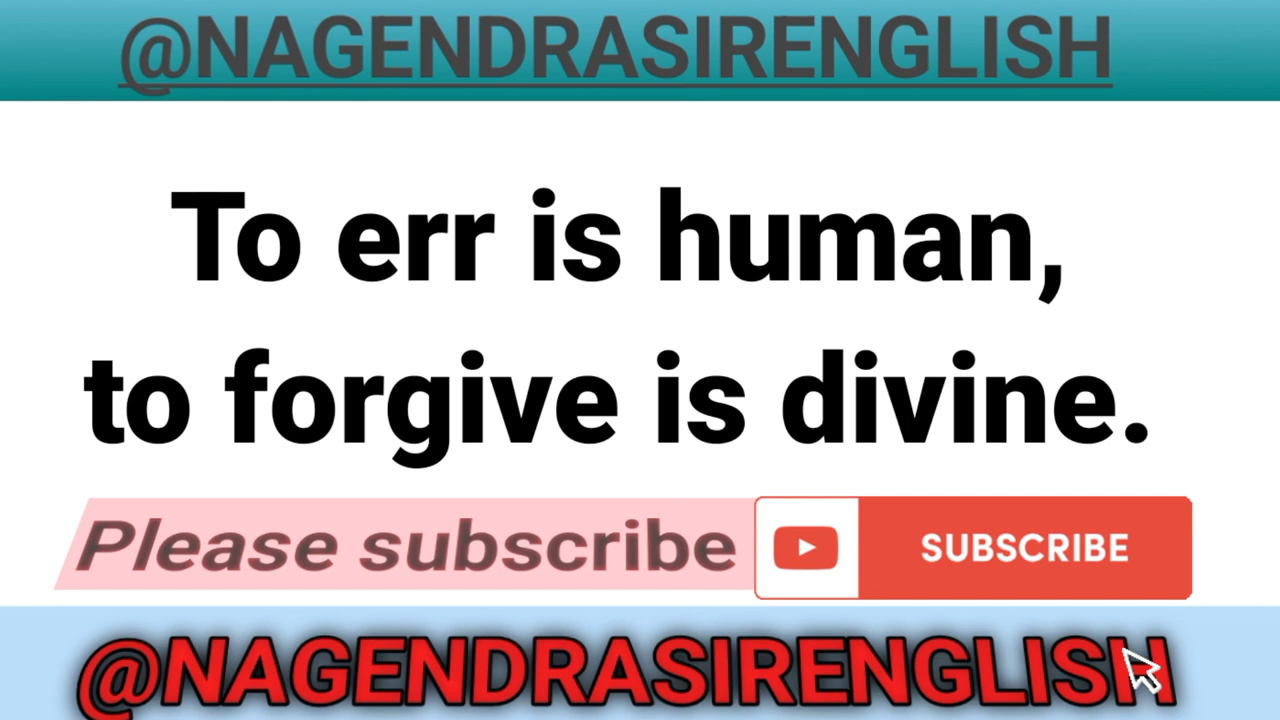 @NAGENDRASIRENGLISH
To err is human,
to forgive is divine.
Please subscribe SUBSCRIBE
@NAGENDRASIRENGLISH